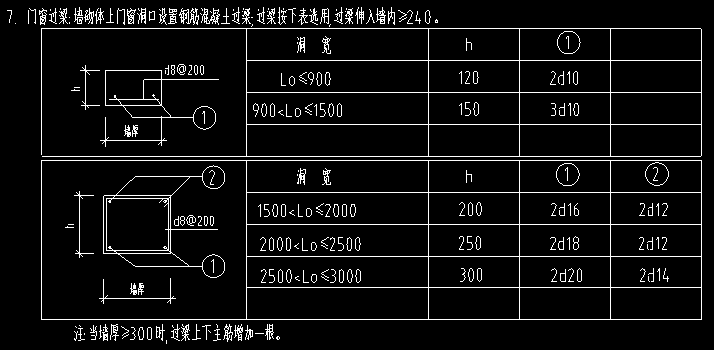 7. 门窗过梁:墙砌体上门窗洞口设置钢筋混凝土过梁;过梁按下表选用,过梁伸入墙内≥240。
洞 宽 h ①
d8@200
h
Lo≤900 120 2d10
900<Lo≤1500 150 3d10
①
墙厚
洞 宽 h ① ②
②
1500<Lo≤2000 200 2d16 2d12
d8@200
h
2000<Lo≤2500 250 2d18 2d12
①
2500<Lo≤3000 300 2d20 2d14
墙厚
注:当墙厚≥300时,过梁上下主筋增加一根。